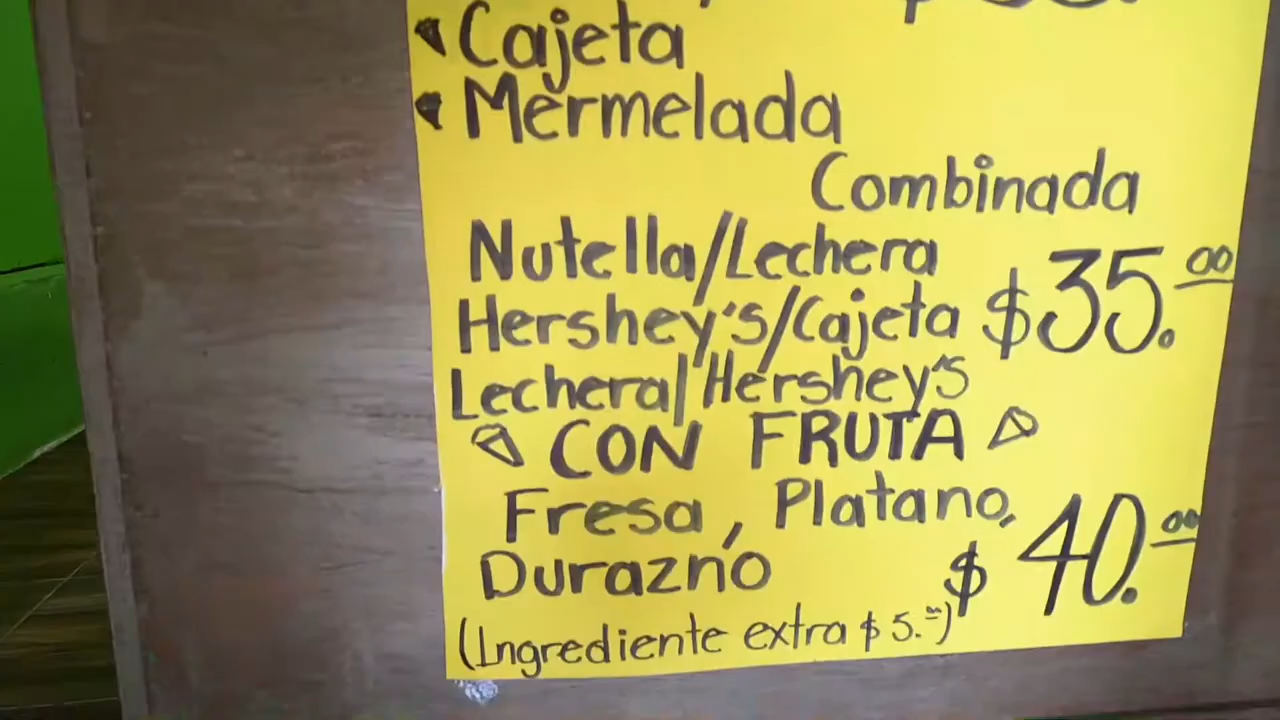 Cajeta
Mermelada
Combinada
Nutella/Lechera
Hershey's/Cajeta $35.00
Lechera/Hershey's
CON FRUTA
Fresa, Platano,
Durazno $40.00
(Ingrediente extra $5.00)